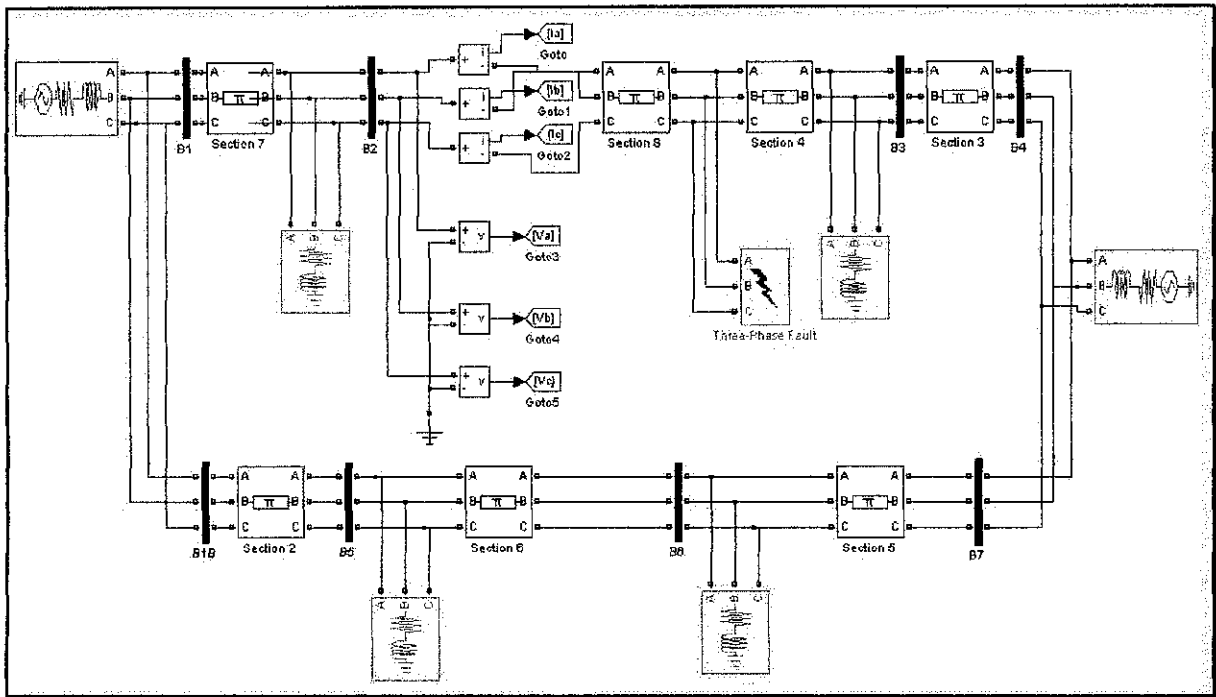 [Ia]
Goto
A A A
B π B
C C C
B1 Section 7 B2
i
+
-
[Ib]
Goto1
i
+
-
[Ic]
Goto2
i
+
-
A A
B π B
C C
Section 8
A A
B π B
C C
Section 4
B3
A A
B π B
C C
Section 3
B4
A B C
+ v
-
[Va]
Goto3
+ v
-
[Vb]
Goto4
+ v
-
[Vc]
Goto5
A
B
C
Three-Phase Fault
A B C
A
B
C
B1B
A A
B π B
C C
Section 2
B5
A A
B π B
C C
Section 6
B6
A A
B π B
C C
Section 5
B7
A B C
A B C